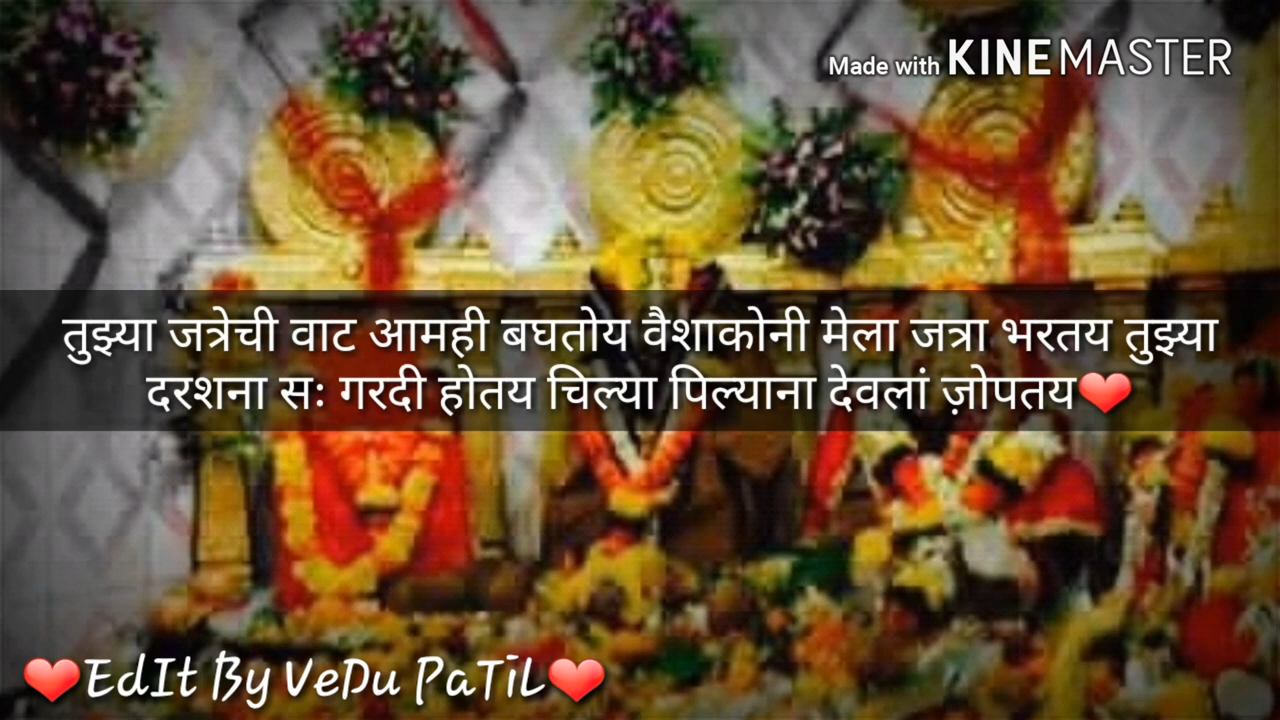 Made with KINEMASTER
तुझ्या जत्रेची वाट आमही बघतोय वैशाकोनी मेला जत्रा भरतय तुझ्या
दरशना सः गरदी होतय चिल्या पिल्याना देवलां ज़ोपतय❤
❤EdIt By VeDu PaTiL❤